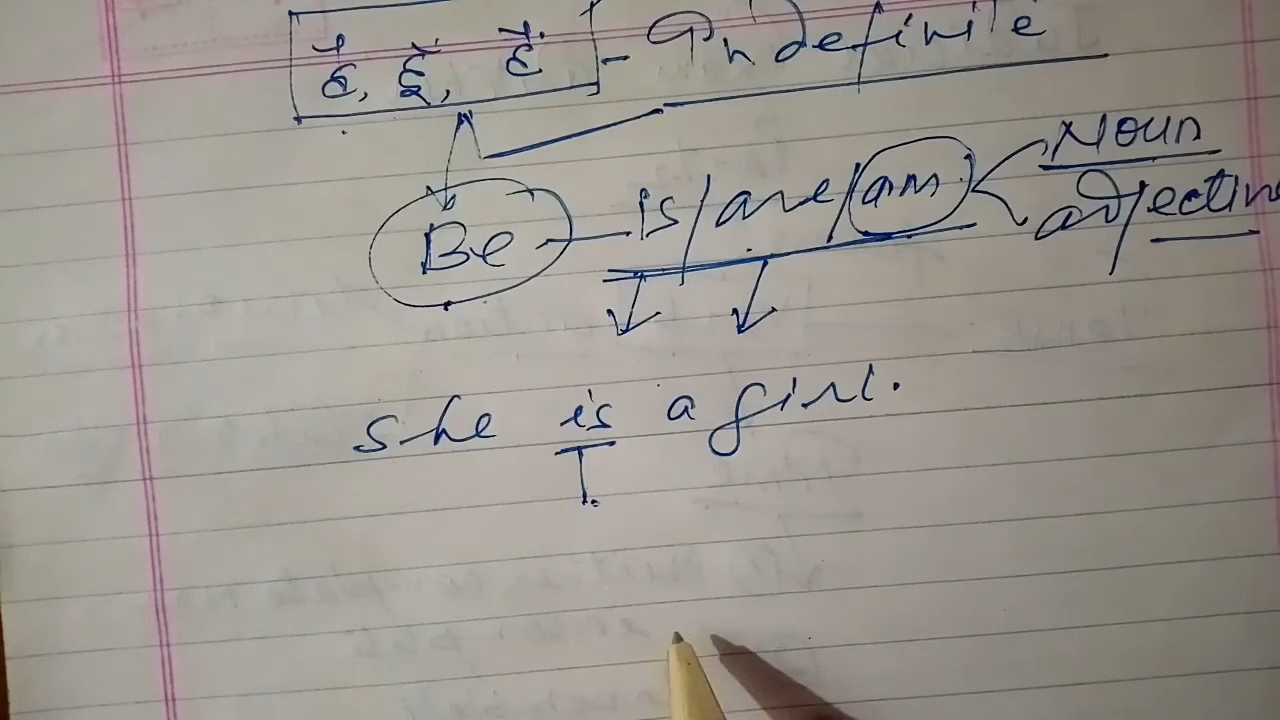 है, हूँ, हैं - Indefinite
Be - is/are/am < Noun
adjective
She is a girl.